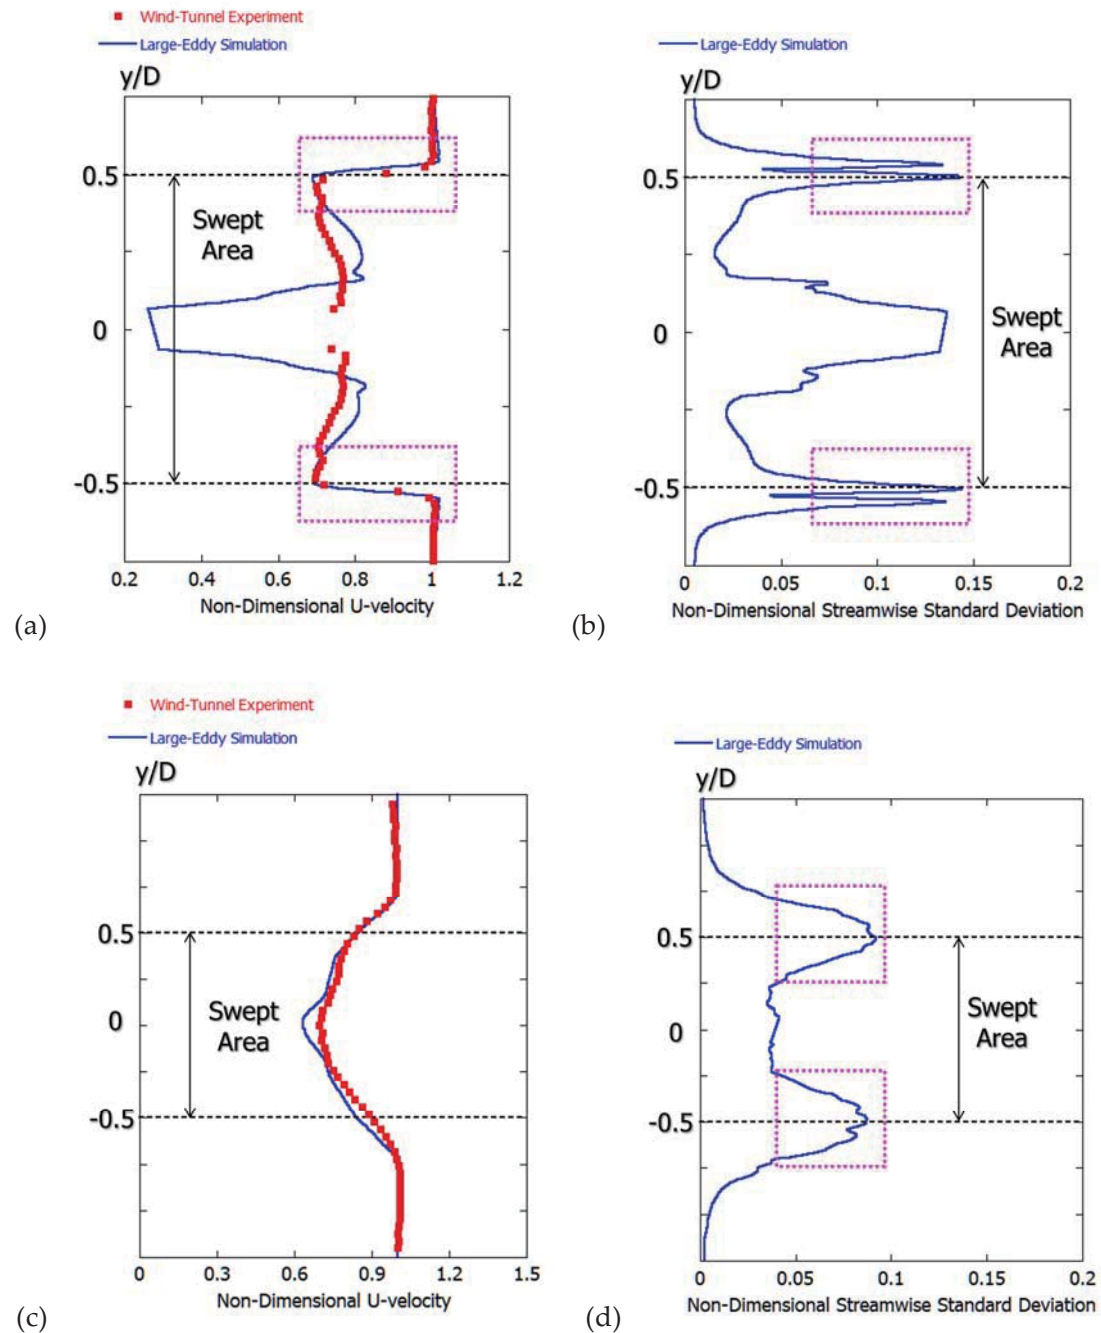 Wind-Tunnel Experiment
Large-Eddy Simulation
y/D
0.5
Swept
Area
0
-0.5
0.2 0.4 0.6 0.8 1 1.2
Non-Dimensional U-velocity
(a)
Large-Eddy Simulation
y/D
0.5
Swept
Area
0
-0.5
0 0.05 0.1 0.15 0.2
Non-Dimensional Streamwise Standard Deviation
(b)
Wind-Tunnel Experiment
Large-Eddy Simulation
y/D
0.5
Swept
Area
0
-0.5
0 0.3 0.6 0.9 1.2 1.5
Non-Dimensional U-velocity
(c)
Large-Eddy Simulation
y/D
0.5
Swept
Area
0
-0.5
0 0.05 0.1 0.15 0.2
Non-Dimensional Streamwise Standard Deviation
(d)